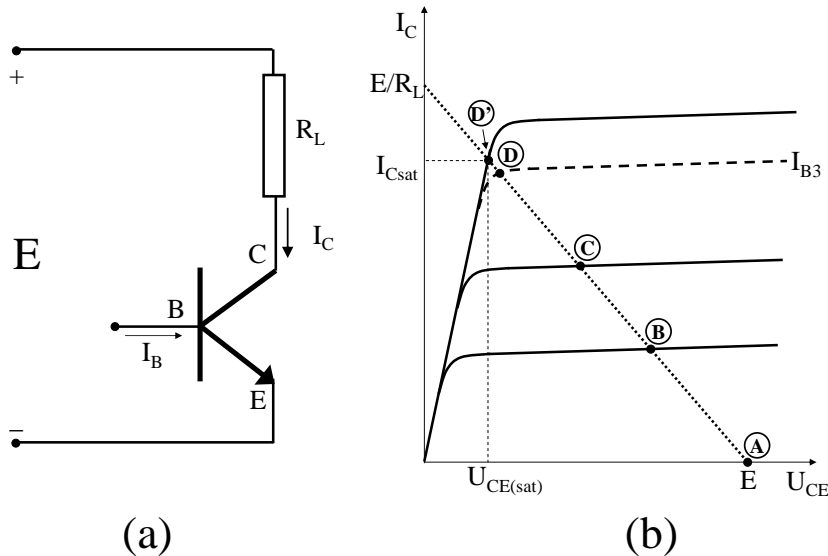 +
R_L
I_C
C
E
B
I_B
E
–
(a)
I_C
E/R_L
D'
D
I_Csat
I_B3
C
B
A
U_CE(sat)
E
U_CE
(b)